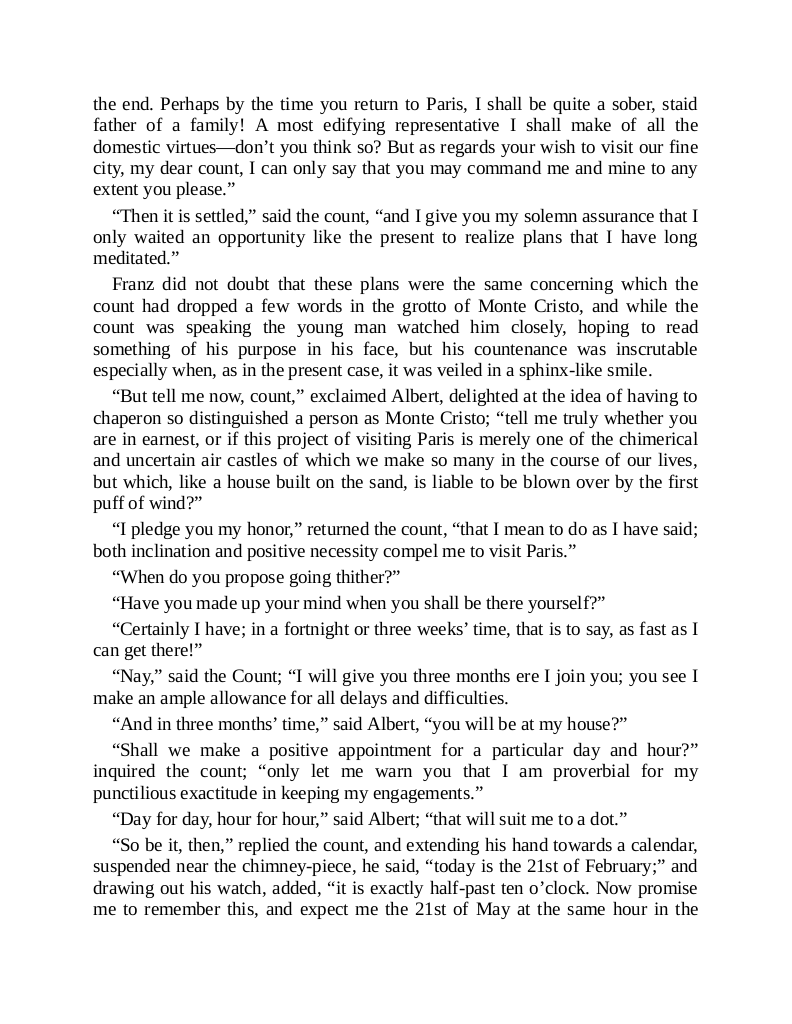 the end. Perhaps by the time you return to Paris, I shall be quite a sober, staid
father of a family! A most edifying representative I shall make of all the
domestic virtues—don’t you think so? But as regards your wish to visit our fine
city, my dear count, I can only say that you may command me and mine to any
extent you please.”
“Then it is settled,” said the count, “and I give you my solemn assurance that I
only waited an opportunity like the present to realize plans that I have long
meditated.”
Franz did not doubt that these plans were the same concerning which the
count had dropped a few words in the grotto of Monte Cristo, and while the
count was speaking the young man watched him closely, hoping to read
something of his purpose in his face, but his countenance was inscrutable
especially when, as in the present case, it was veiled in a sphinx-like smile.
“But tell me now, count,” exclaimed Albert, delighted at the idea of having to
chaperon so distinguished a person as Monte Cristo; “tell me truly whether you
are in earnest, or if this project of visiting Paris is merely one of the chimerical
and uncertain air castles of which we make so many in the course of our lives,
but which, like a house built on the sand, is liable to be blown over by the first
puff of wind?”
“I pledge you my honor,” returned the count, “that I mean to do as I have said;
both inclination and positive necessity compel me to visit Paris.”
“When do you propose going thither?”
“Have you made up your mind when you shall be there yourself?”
“Certainly I have; in a fortnight or three weeks’ time, that is to say, as fast as I
can get there!”
“Nay,” said the Count; “I will give you three months ere I join you; you see I
make an ample allowance for all delays and difficulties.
“And in three months’ time,” said Albert, “you will be at my house?”
“Shall we make a positive appointment for a particular day and hour?”
inquired the count; “only let me warn you that I am proverbial for my
punctilious exactitude in keeping my engagements.”
“Day for day, hour for hour,” said Albert; “that will suit me to a dot.”
“So be it, then,” replied the count, and extending his hand towards a calendar,
suspended near the chimney-piece, he said, “today is the 21st of February;” and
drawing out his watch, added, “it is exactly half-past ten o’clock. Now promise
me to remember this, and expect me the 21st of May at the same hour in the